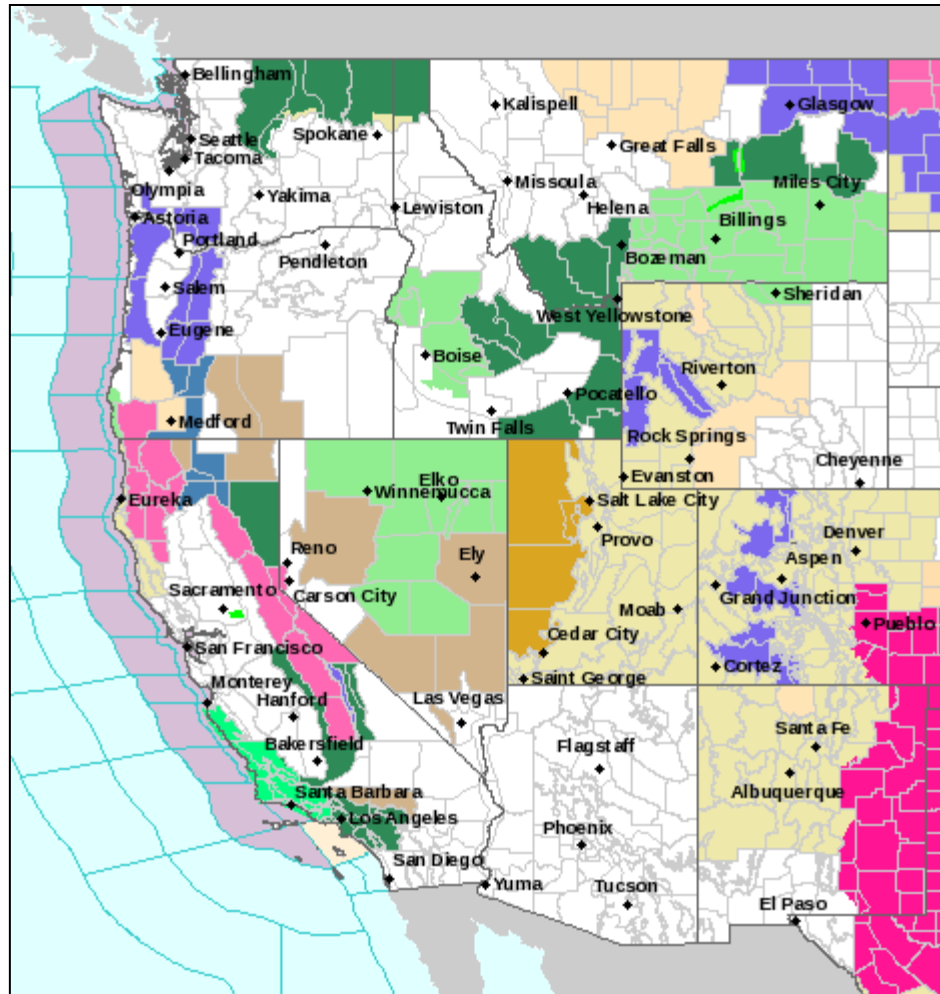 Bellingham
Kalispell
Glasgow
Seattle
Spokane
Great Falls
Tacoma
Olympia
Yakima
Missoula
Helena
Miles City
Lewiston
Astoria
Billings
Portland
Pendleton
Bozeman
Salem
Sheridan
West Yellowstone
Eugene
Boise
Riverton
Pocatello
Medford
Twin Falls
Rock Springs
Cheyenne
Elko
Evanston
Eureka
Winnemucca
Salt Lake City
Provo
Denver
Reno
Ely
Aspen
Carson City
Grand Junction
Sacramento
Moab
Pueblo
San Francisco
Cedar City
Cortez
Monterey
Saint George
Hanford
Las Vegas
Santa Fe
Bakersfield
Flagstaff
Albuquerque
Santa Barbara
Los Angeles
Phoenix
San Diego
Yuma
Tucson
El Paso